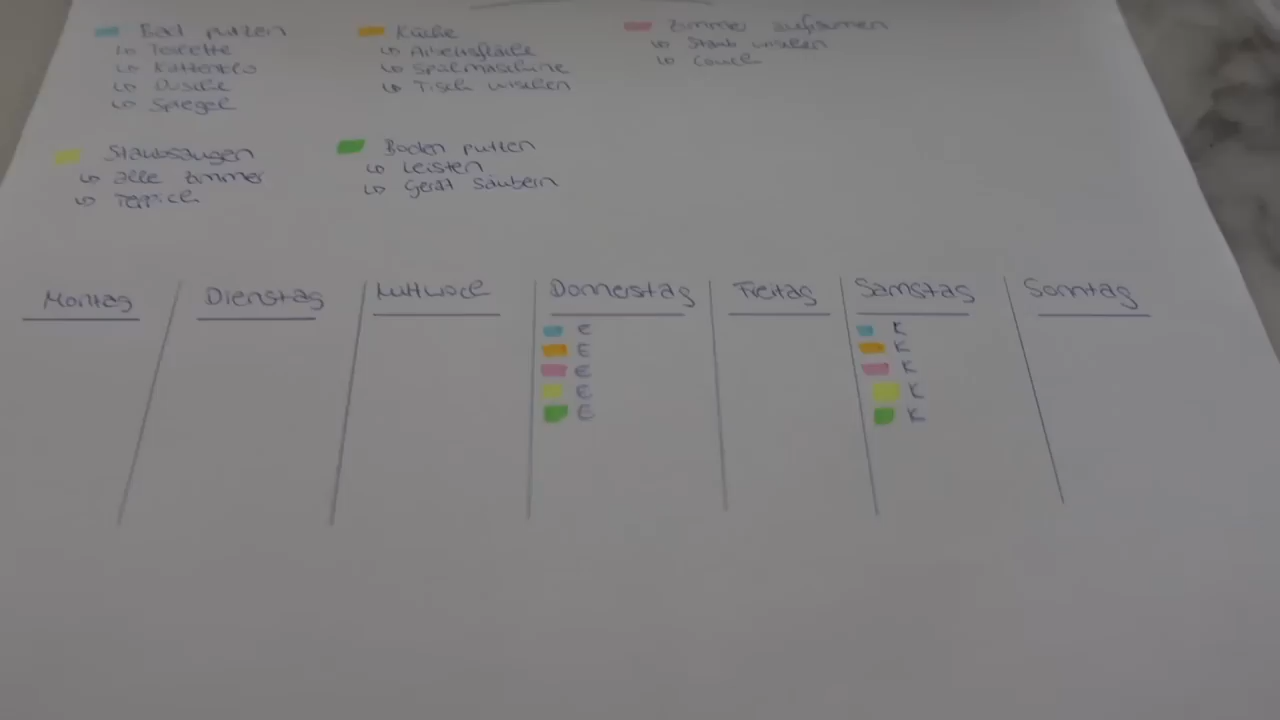 Bad putzen
↳ Toilette
↳ Katzenklo
↳ Dusche
↳ Spiegel
Küche
↳ Arbeitsfläche
↳ Spülmaschine
↳ Tisch wischen
Zimmer aufräumen
↳ Staub wischen
↳ Couch
Staubsaugen
↳ alle Zimmer
↳ Teppich
Boden putzen
↳ Leisten
↳ Gerät säubern
Montag Dienstag Mittwoch Donnerstag Freitag Samstag Sonntag
E K
E K
E K
E K
E K